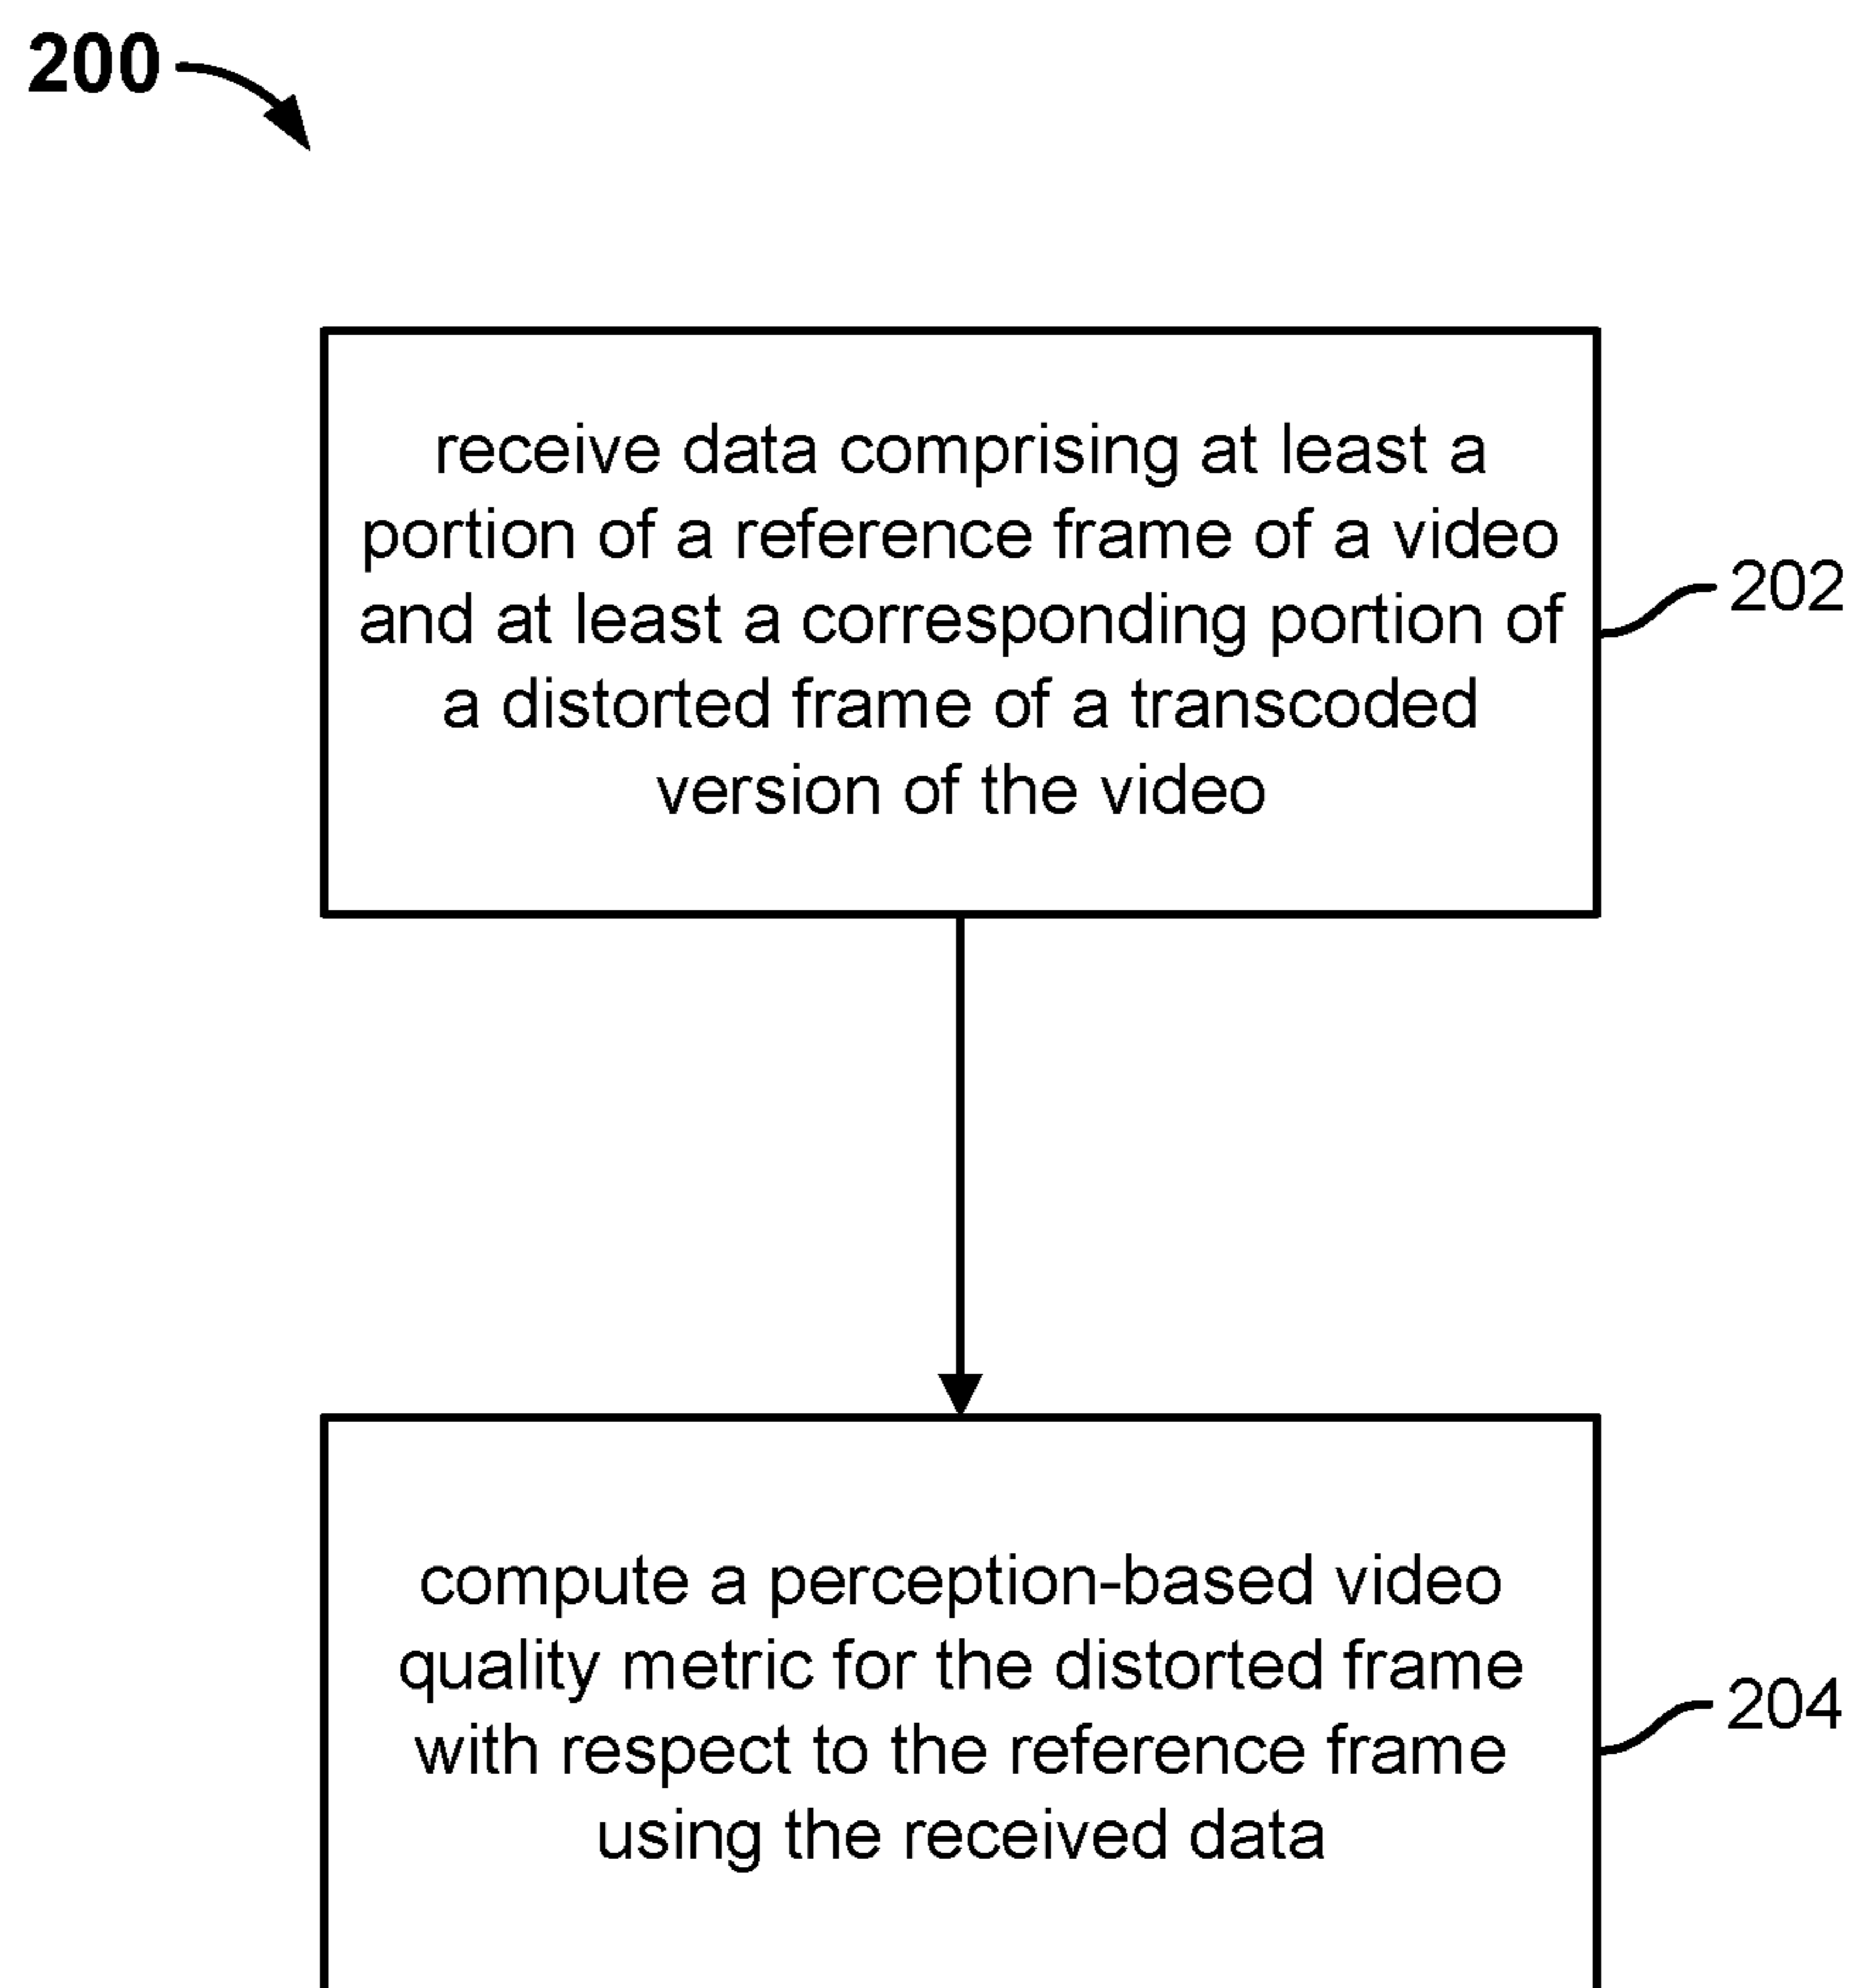 200
receive data comprising at least a
portion of a reference frame of a video
and at least a corresponding portion of
a distorted frame of a transcoded
version of the video
202
compute a perception-based video
quality metric for the distorted frame
with respect to the reference frame
using the received data
204